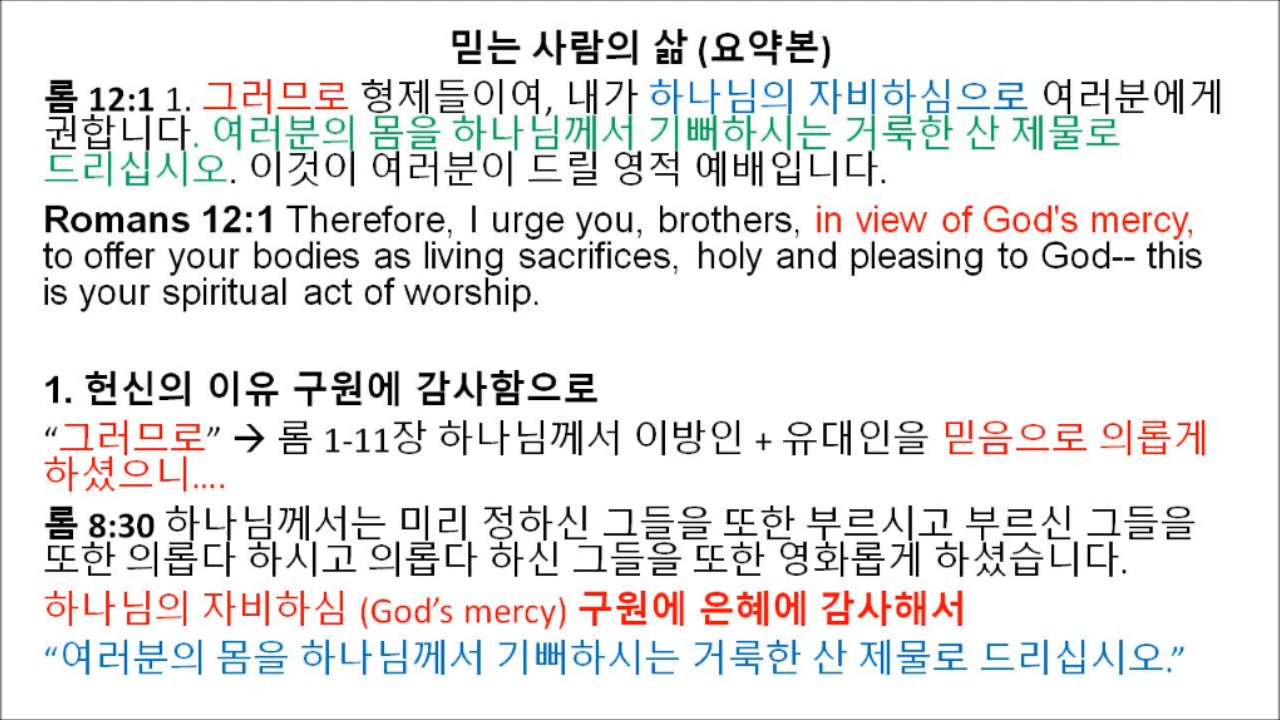 믿는 사람의 삶 (요약본)
롬 12:1 1. 그러므로 형제들이여, 내가 하나님의 자비하심으로 여러분에게
권합니다. 여러분의 몸을 하나님께서 기뻐하시는 거룩한 산 제물로
드리십시오. 이것이 여러분이 드릴 영적 예배입니다.
Romans 12:1 Therefore, I urge you, brothers, in view of God's mercy,
to offer your bodies as living sacrifices, holy and pleasing to God-- this
is your spiritual act of worship.
1. 헌신의 이유 구원에 감사함으로
“그러므로” → 롬 1-11장 하나님께서 이방인 + 유대인을 믿음으로 의롭게
하셨으니....
롬 8:30 하나님께서는 미리 정하신 그들을 또한 부르시고 부르신 그들을
또한 의롭다 하시고 의롭다 하신 그들을 또한 영화롭게 하셨습니다.
하나님의 자비하심 (God’s mercy) 구원에 은혜에 감사해서
“여러분의 몸을 하나님께서 기뻐하시는 거룩한 산 제물로 드리십시오.”